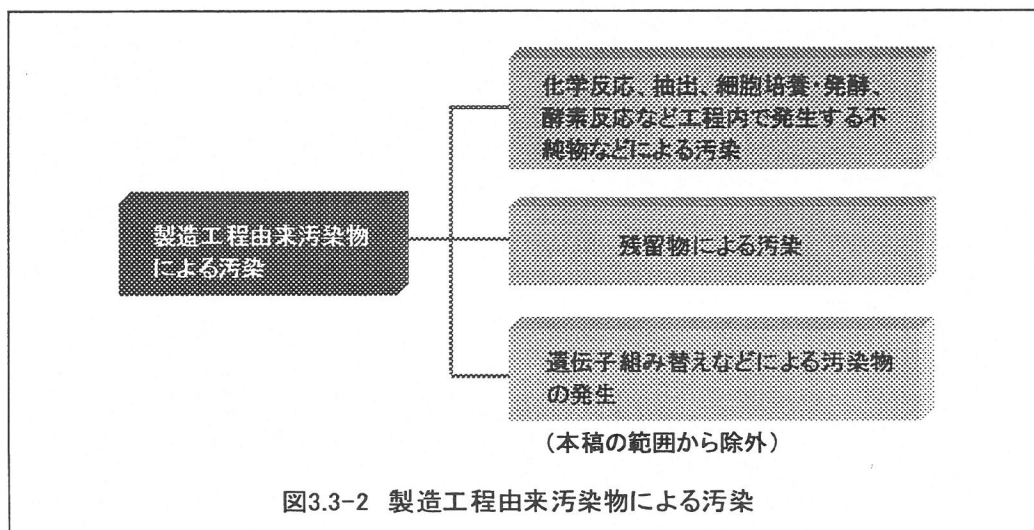 化学反応、抽出、細胞培養・発酵、
酵素反応など工程内で発生する不
純物などによる汚染
製造工程由来汚染物
による汚染
残留物による汚染
遺伝子組み替えなどによる汚染物
の発生
(本稿の範囲から除外)
図3.3-2 製造工程由来汚染物による汚染